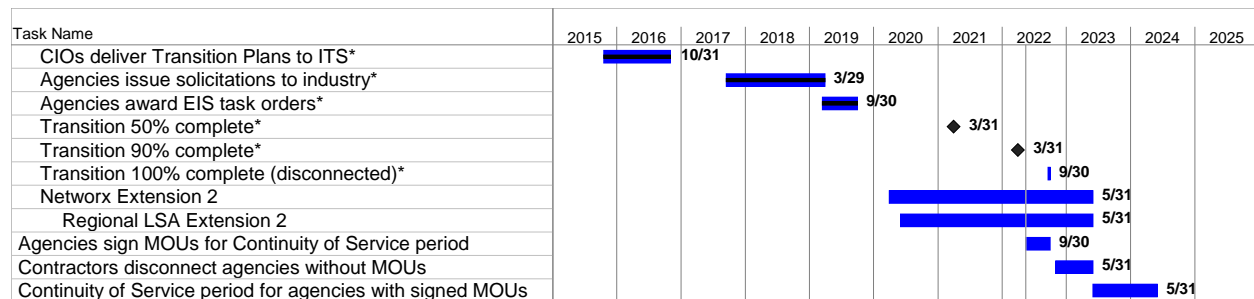 Task Name 2015 2016 2017 2018 2019 2020 2021 2022 2023 2024 2025
CIOs deliver Transition Plans to ITS* 10/31
Agencies issue solicitations to industry* 3/29
Agencies award EIS task orders* 9/30
Transition 50% complete* 3/31
Transition 90% complete* 3/31
Transition 100% complete (disconnected)* 9/30
Networx Extension 2 5/31
Regional LSA Extension 2 5/31
Agencies sign MOUs for Continuity of Service period 9/30
Contractors disconnect agencies without MOUs 5/31
Continuity of Service period for agencies with signed MOUs 5/31